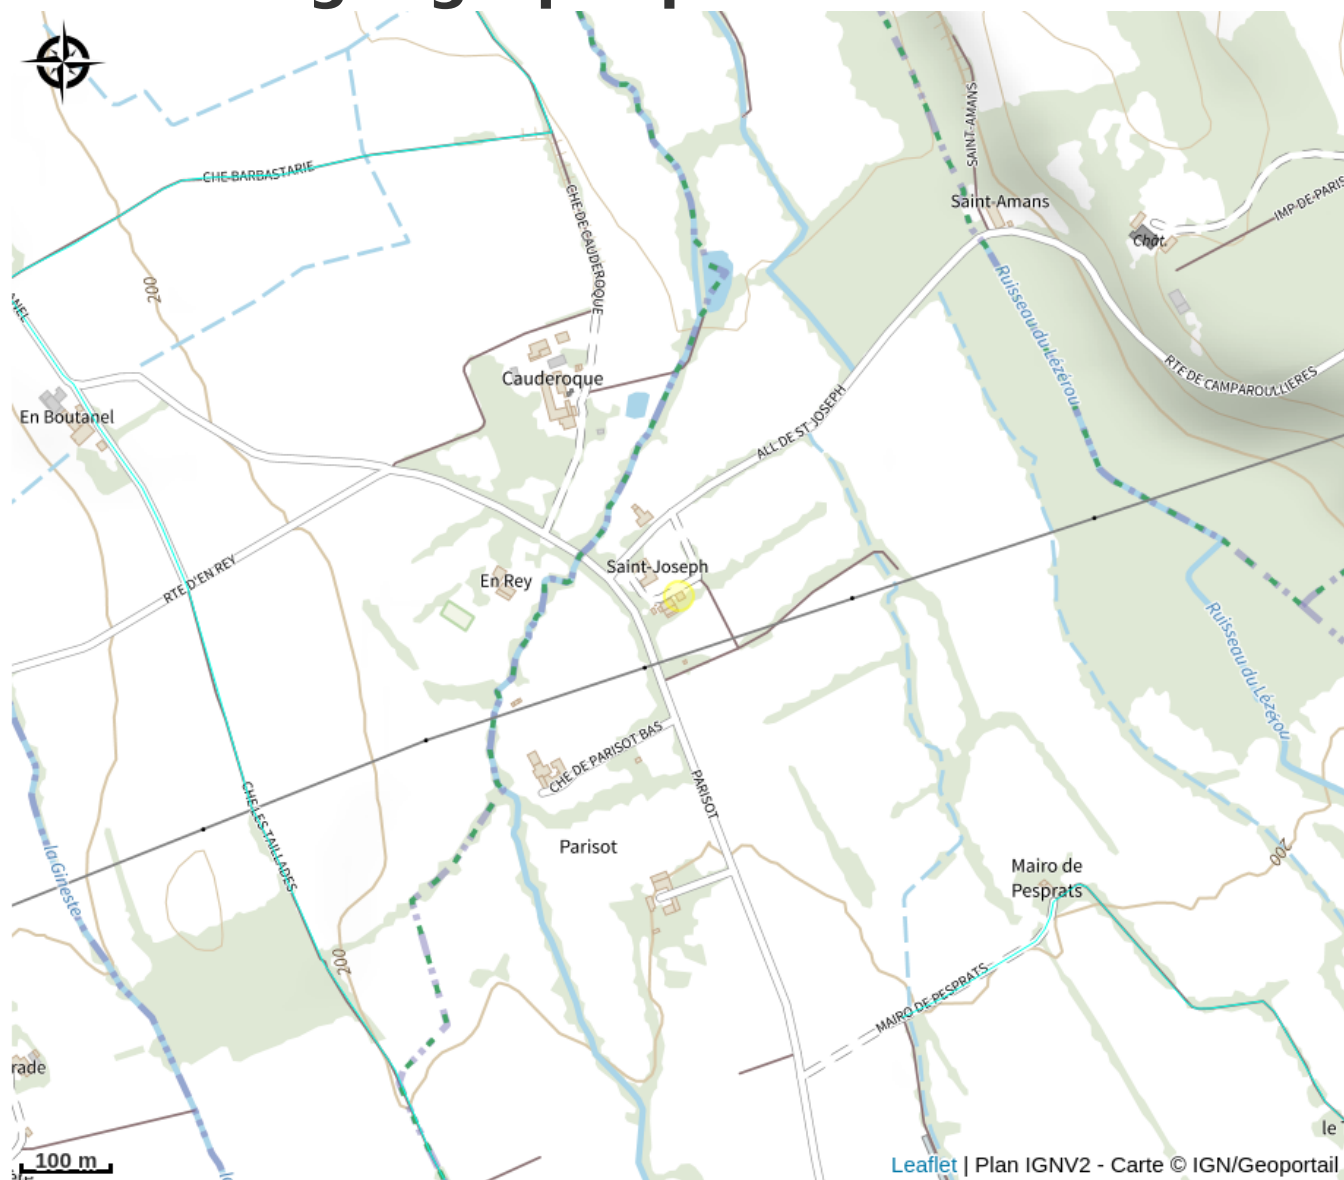 SAINT-AMANS
CHE BARBASTARIE
IMP-DE-PARIS
CHE-DE-CAUDEROQUE
Saint-Amans
Chât.
200
Ruisseau du Lézérou
Cauderoque
RTE DE CAMPAROULLIERES
En Boutanel
ALL DE ST JOSEPH
RTE D'EN REY
En Rey
Saint-Joseph
Ruisseau du Lézérou
CHE DE PARISOT BAS
PARISOT
CHE LES TAILLADES
la Gineste
Parisot
Mairo de
Pesprats
200
200
MAIRO DE PESPRATS
rade
le
100 m
Leaflet | Plan IGNV2 - Carte © IGN/Geoportail